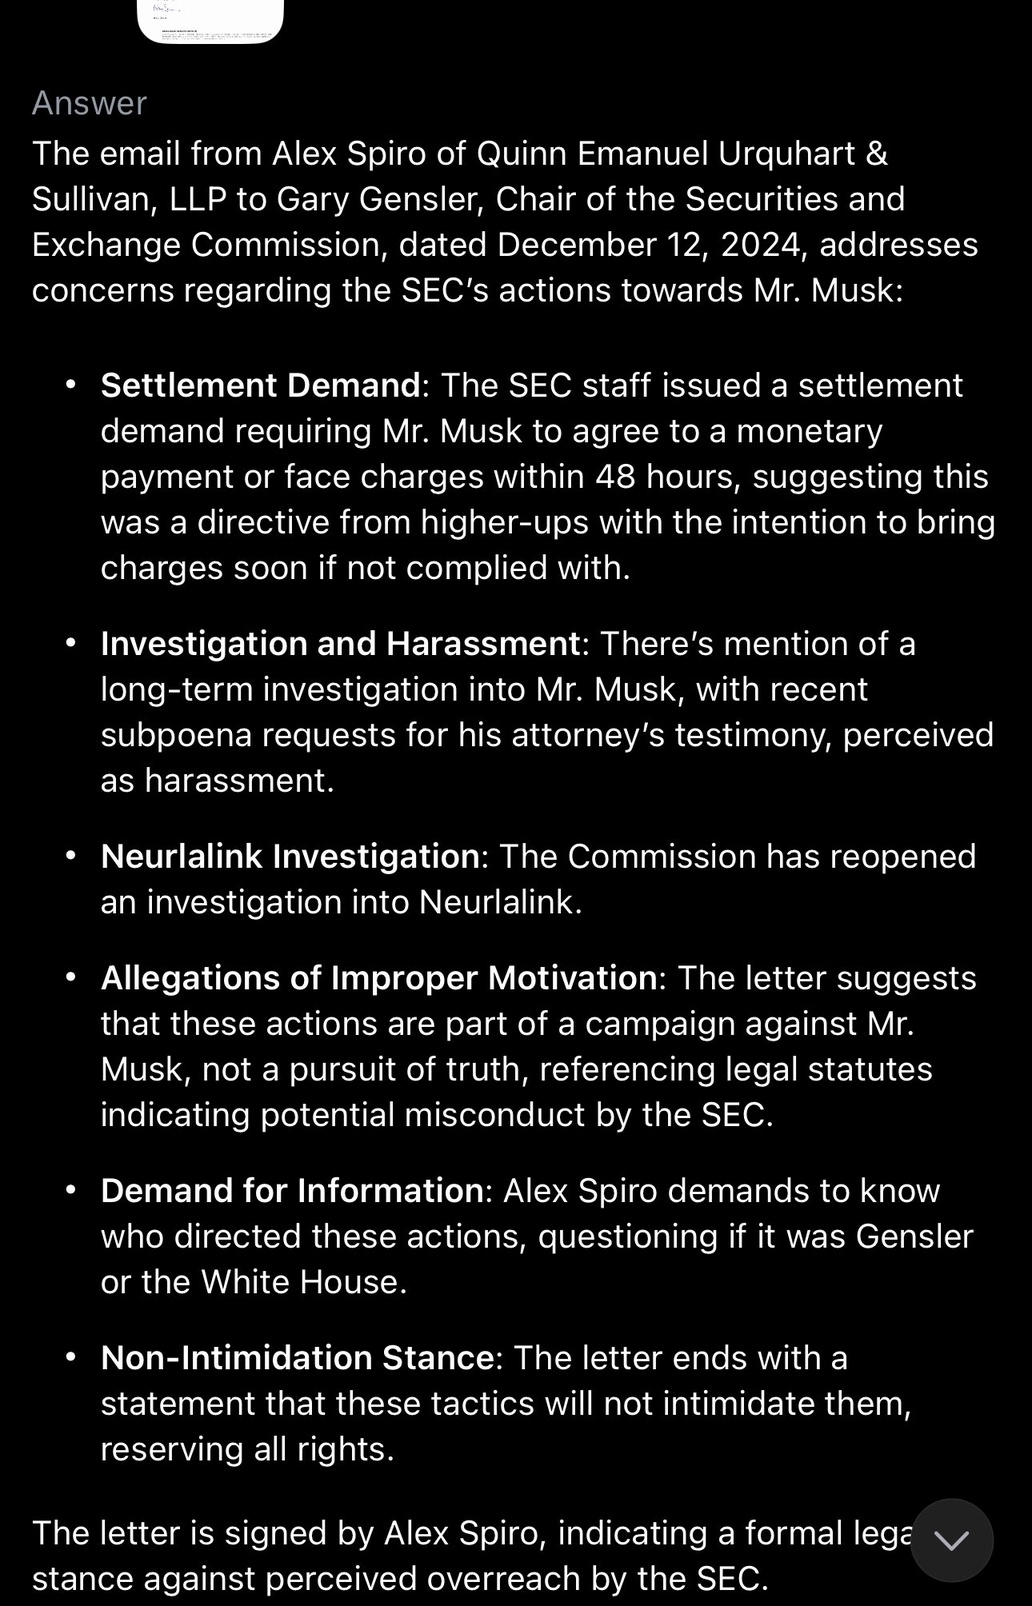 Answer
The email from Alex Spiro of Quinn Emanuel Urquhart &
Sullivan, LLP to Gary Gensler, Chair of the Securities and
Exchange Commission, dated December 12, 2024, addresses
concerns regarding the SEC’s actions towards Mr. Musk:
• Settlement Demand: The SEC staff issued a settlement
demand requiring Mr. Musk to agree to a monetary
payment or face charges within 48 hours, suggesting this
was a directive from higher-ups with the intention to bring
charges soon if not complied with.
• Investigation and Harassment: There’s mention of a
long-term investigation into Mr. Musk, with recent
subpoena requests for his attorney’s testimony, perceived
as harassment.
• Neurlalink Investigation: The Commission has reopened
an investigation into Neurlalink.
• Allegations of Improper Motivation: The letter suggests
that these actions are part of a campaign against Mr.
Musk, not a pursuit of truth, referencing legal statutes
indicating potential misconduct by the SEC.
• Demand for Information: Alex Spiro demands to know
who directed these actions, questioning if it was Gensler
or the White House.
• Non-Intimidation Stance: The letter ends with a
statement that these tactics will not intimidate them,
reserving all rights.
The letter is signed by Alex Spiro, indicating a formal lega
stance against perceived overreach by the SEC.